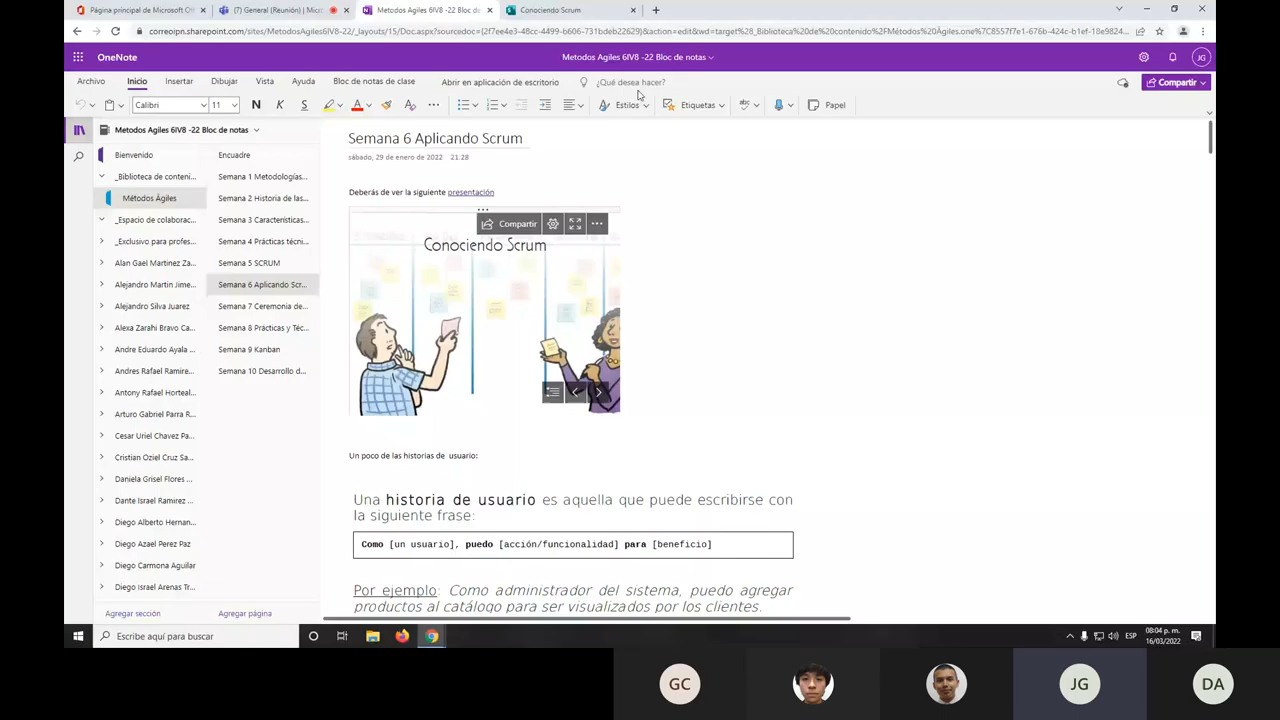 Página principal de Microsoft Of
(7) General (Reunión) | Micro
Metodos Agiles 6IV8 -22 Bloc de
Conociendo Scrum
OneNote
Metodos Agiles 6IV8 -22 Bloc de notas
JG
Archivo
Inicio
Insertar
Dibujar
Vista
Ayuda
Bloc de notas de clase
Abrir en aplicación de escritorio
¿Qué desea hacer?
Compartir
Calibri
11
N
K
S
Estilos
Etiquetas
Papel
Metodos Agiles 6IV8 -22 Bloc de notas
Bienvenido
_Biblioteca de conteni...
Métodos Ágiles
_Espacio de colaborac...
_Exclusivo para profes...
Alan Gael Martinez Za...
Alejandro Martin Jime...
Alejandro Silva Juarez
Alexa Zarahi Bravo Ca...
Andre Eduardo Ayala ...
Andres Rafael Ramire...
Antony Rafael Horteal...
Arturo Gabriel Parra R...
Cesar Uriel Chavez Pa...
Cristian Oziel Cruz Sa...
Daniela Grisel Flores ...
Dante Israel Ramirez ...
Diego Alberto Hernan...
Diego Azael Perez Paz
Diego Carmona Aguilar
Diego Israel Arenas Tr...
Agregar sección
Encuadre
Semana 1 Metodologías...
Semana 2 Historia de las...
Semana 3 Características...
Semana 4 Prácticas técni...
Semana 5 SCRUM
Semana 6 Aplicando Scr...
Semana 7 Ceremonia de...
Semana 8 Prácticas y Téc...
Semana 9 Kanban
Semana 10 Desarrollo d...
Agregar página
Semana 6 Aplicando Scrum
sábado, 29 de enero de 2022 21:28
Deberás de ver la siguiente presentación
Compartir
Conociendo Scrum
Un poco de las historias de usuario:
Una historia de usuario es aquella que puede escribirse con
la siguiente frase:
Como [un usuario], puedo [acción/funcionalidad] para [beneficio]
Por ejemplo: Como administrador del sistema, puedo agregar
productos al catálogo para ser visualizados por los clientes.
Escribe aquí para buscar
ESP
08:04 p. m.
16/03/2022
GC
JG
DA